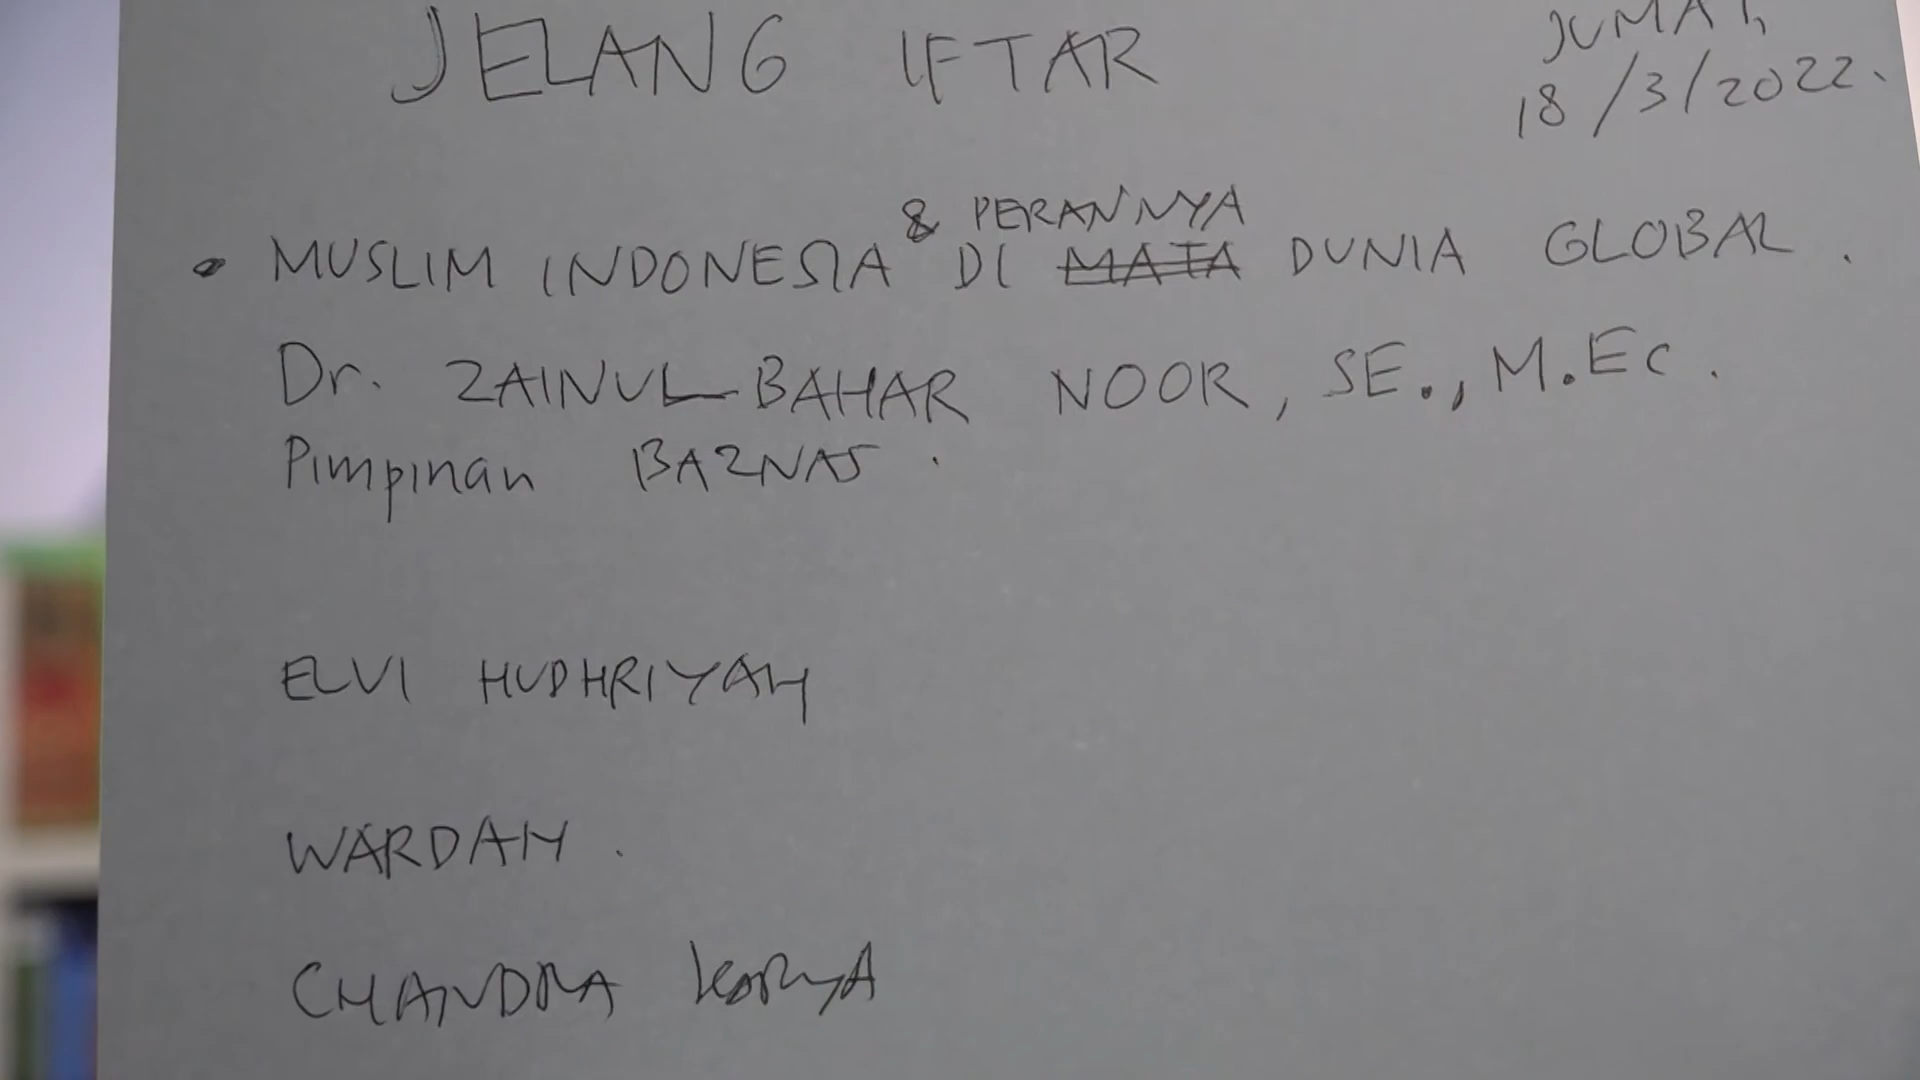 JELANG IFTAR
JUMAT,
18/3/2022.
& PERANNYA
• MUSLIM INDONESIA DI MATA DUNIA GLOBAL.
Dr. ZAINUL BAHAR NOOR, SE., M.Ec.
Pimpinan BAZNAS.
ELVI HUDHRIYAH
WARDAH.
CHANDRA KARYA